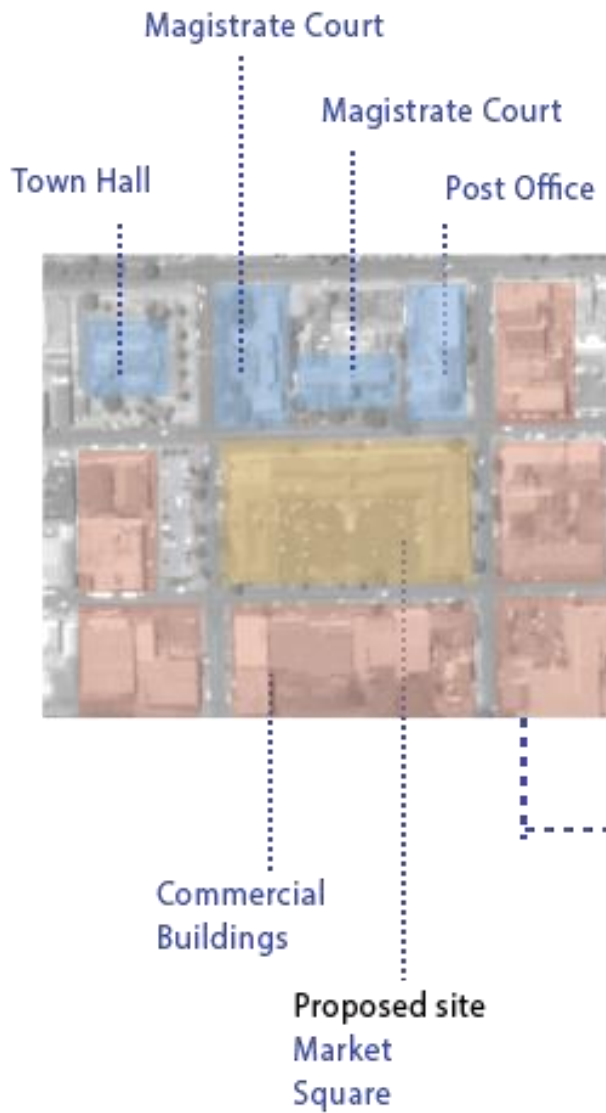 Magistrate Court
Magistrate Court
Town Hall
Post Office
Commercial
Buildings
Proposed site
Market
Square